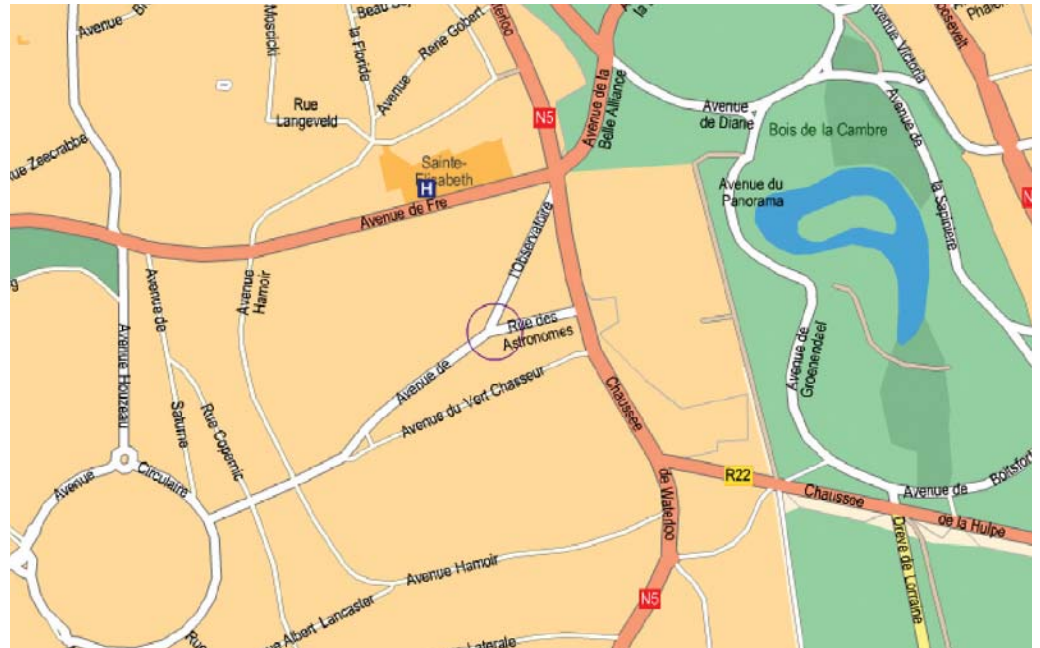 Avenue
Moscicki
la Floride
Beau
Avenue
Rene Gobert
Rue
Langeveld
N5
Avenue de la
Belle Alliance
Avenue
de Diane
Bois de la Cambre
Avenue Victoria
Avenue de
la Sapiniere
Avenue du
Panorama
Sainte-
Elisabeth
H
Avenue de Fre
Rue Zeecrabbe
Avenue
Hamoir
Avenue de
Saturne
Avenue Houzeau
Avenue de
l'Observatoire
Rue des
Astronomes
Avenue du Vert Chasseur
Rue Copernic
Avenue
Circulaire
Chaussee
de Waterloo
Avenue de
Groenendael
R22
Chaussee
de la Hulpe
Avenue de
Boitsfort
Dreve de Lorraine
Avenue Hamoir
Albert Lancaster
N5
Laterale
Rue